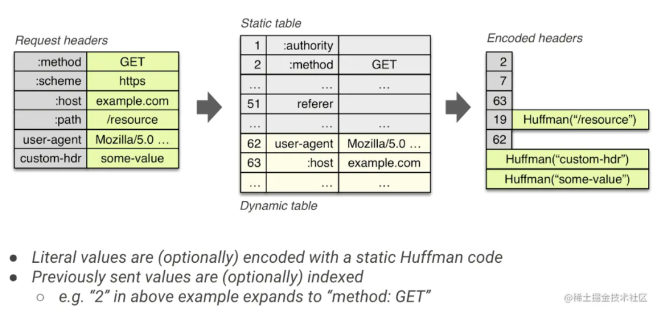 Static table
Request headers
Encoded headers
:method GET
:scheme https
:host example.com
:path /resource
user-agent Mozilla/5.0 ...
custom-hdr some-value
1 :authority
2 :method GET
... ... ...
51 referer
... ... ...
62 user-agent Mozilla/5.0 ...
63 :host example.com
... ... ...
Dynamic table
2
7
63
19 Huffman("/resource")
62
Huffman("custom-hdr")
Huffman("some-value")
● Literal values are (optionally) encoded with a static Huffman code
● Previously sent values are (optionally) indexed
○ e.g. "2" in above example expands to "method: GET"
@稀土掘金技术社区